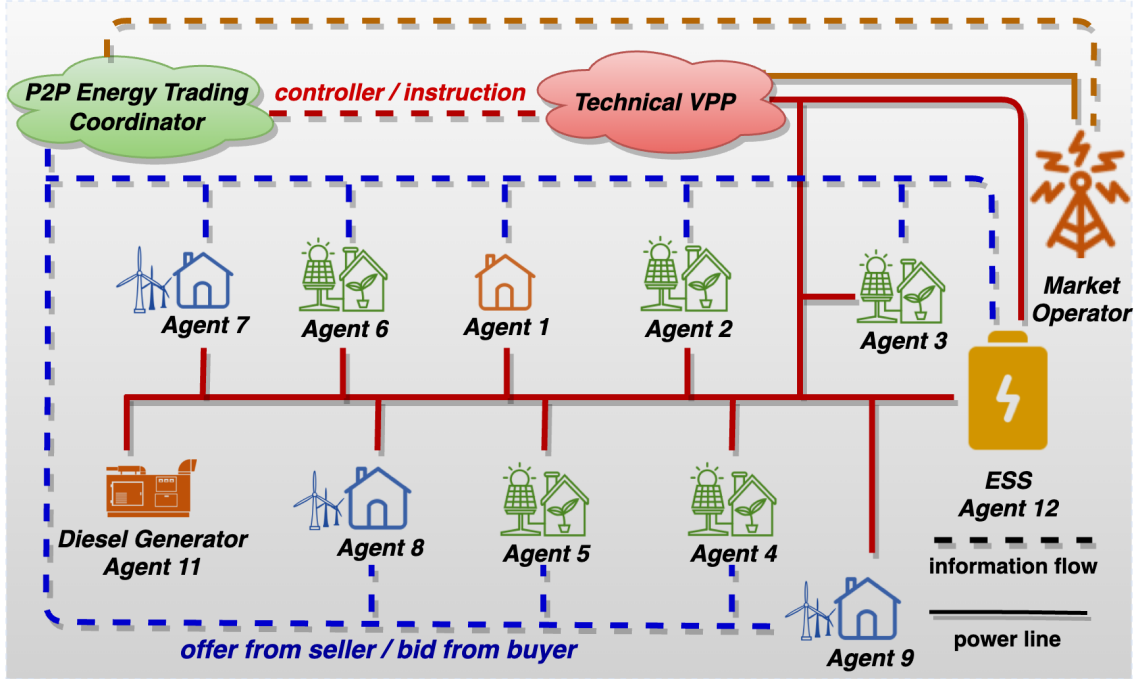 P2P Energy Trading
Coordinator
controller / instruction
Technical VPP
Market
Operator
Agent 7
Agent 6
Agent 1
Agent 2
Agent 3
ESS
Agent 12
Diesel Generator
Agent 11
Agent 8
Agent 5
Agent 4
information flow
power line
Agent 9
offer from seller / bid from buyer